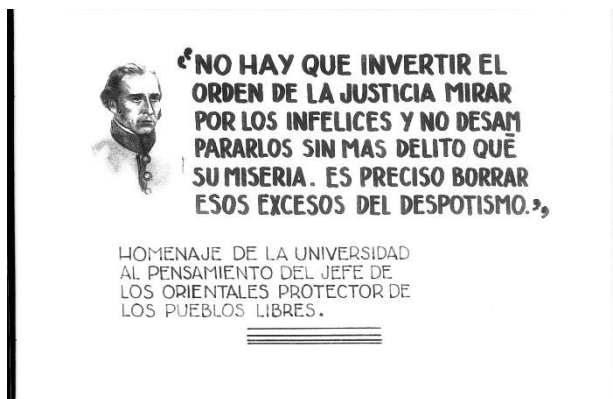 “NO HAY QUE INVERTIR EL
ORDEN DE LA JUSTICIA MIRAR
POR LOS INFELICES Y NO DESAM
PARARLOS SIN MAS DELITO QUE
SU MISERIA. ES PRECISO BORRAR
ESOS EXCESOS DEL DESPOTISMO.”
HOMENAJE DE LA UNIVERSIDAD
AL PENSAMIENTO DEL JEFE DE
LOS ORIENTALES PROTECTOR DE
LOS PUEBLOS LIBRES.